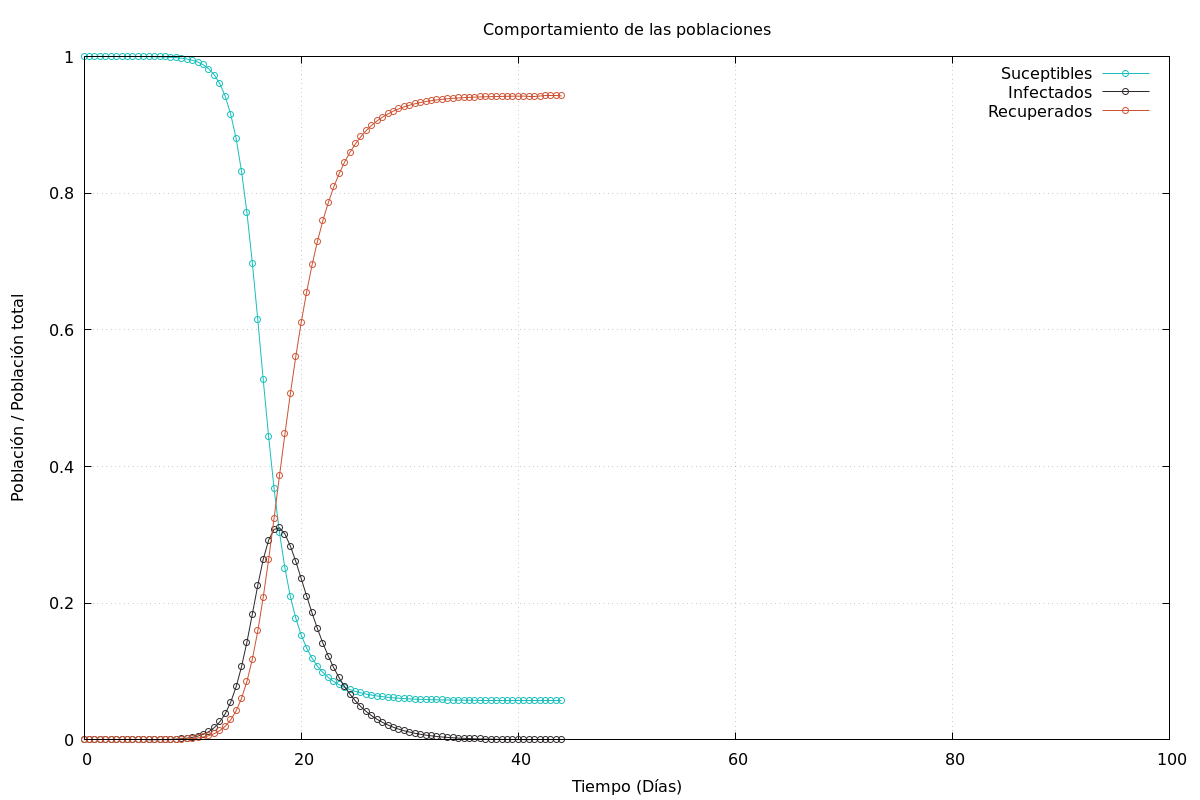 Comportamiento de las poblaciones
Suceptibles
Infectados
Recuperados
Población / Población total
1
0.8
0.6
0.4
0.2
0
0 20 40 60 80 100
Tiempo (Días)